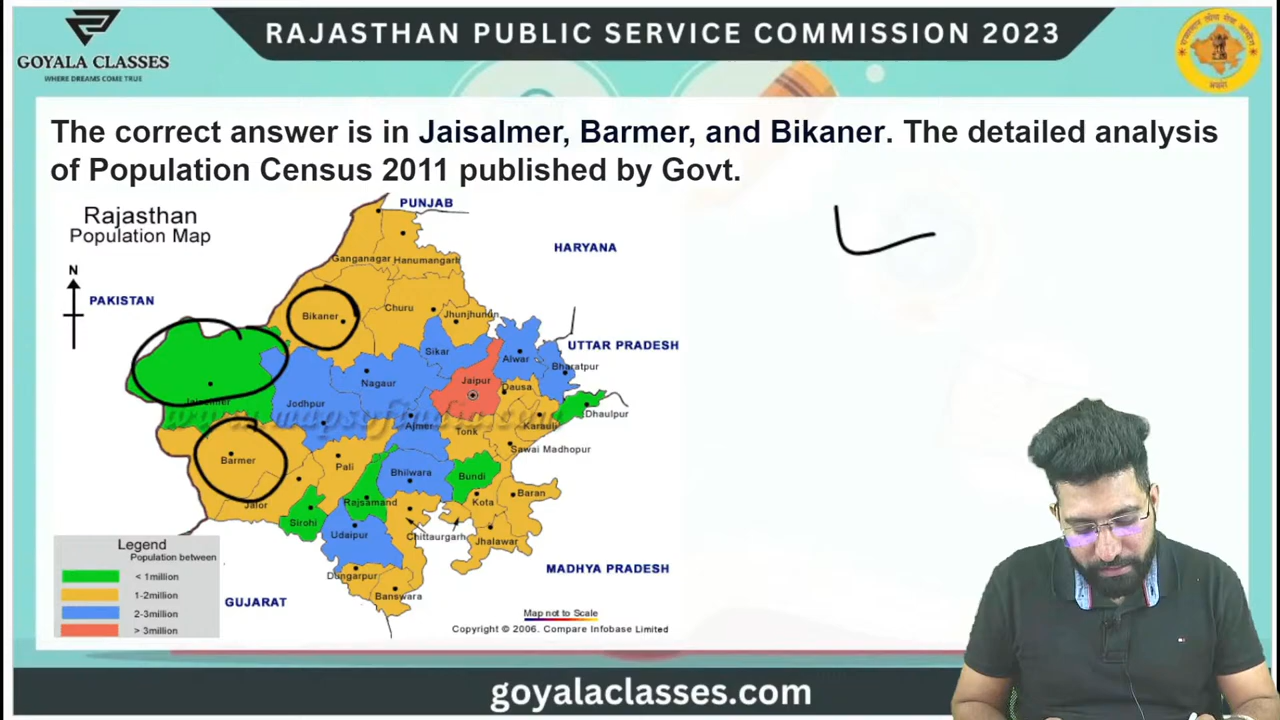 RAJASTHAN PUBLIC SERVICE COMMISSION 2023
GOYALA CLASSES
WHERE DREAMS COME TRUE
The correct answer is in Jaisalmer, Barmer, and Bikaner. The detailed analysis
of Population Census 2011 published by Govt.
Rajasthan
Population Map
N
PAKISTAN
PUNJAB
HARYANA
UTTAR PRADESH
MADHYA PRADESH
GUJARAT
Ganganagar
Hanumangarh
Bikaner
Churu
Jhunjhunun
Sikar
Alwar
Bharatpur
Nagaur
Jaipur
Dausa
Jodhpur
Dhaulpur
Ajmer
Tonk
Karauli
Sawai Madhopur
Barmer
Pali
Bhilwara
Bundi
Rajsamand
Kota
Baran
Jalor
Sirohi
Udaipur
Chittaurgarh
Jhalawar
Dungarpur
Banswara
Legend
Population between
< 1million
1-2million
2-3million
> 3million
Map not to Scale
Copyright © 2006. Compare Infobase Limited
goyalaclasses.com